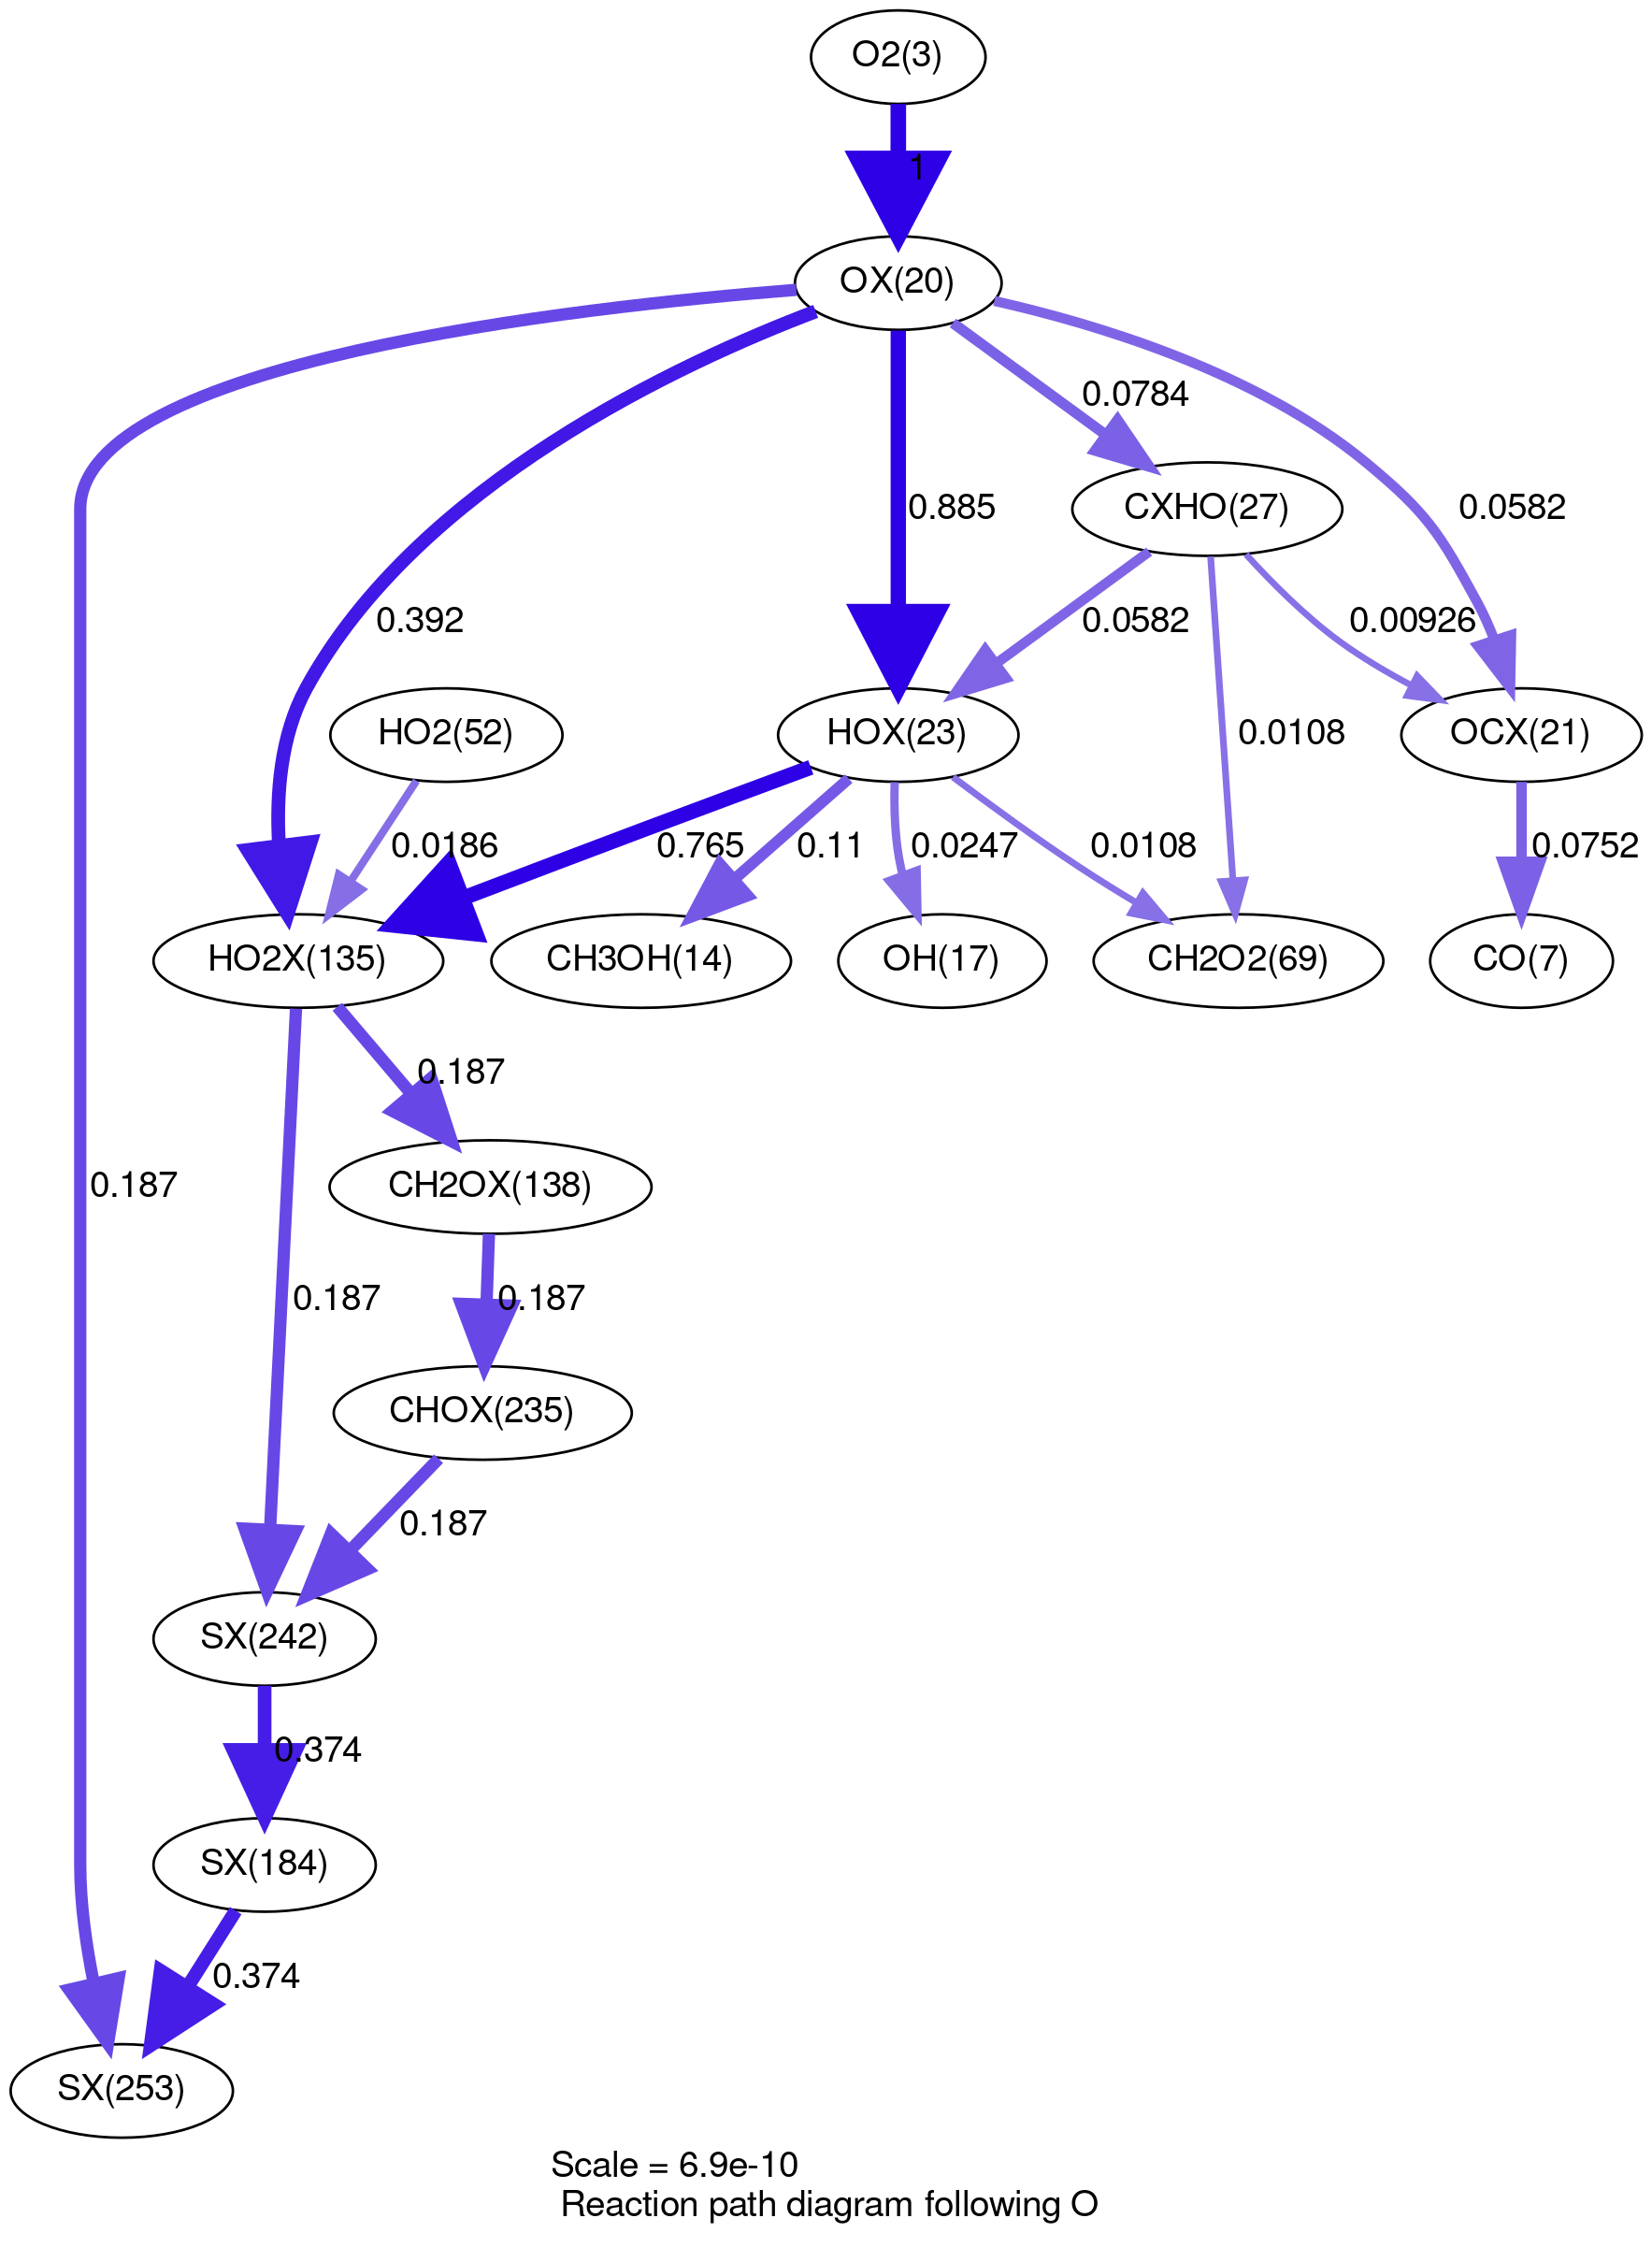 O2(3)
1
OX(20)
0.0784
CXHO(27)
0.885
0.0582
0.392
0.0582
0.00926
HO2(52)
HOX(23)
0.0108
OCX(21)
0.0186
0.765
0.11
0.0247
0.0108
0.0752
HO2X(135)
CH3OH(14)
OH(17)
CH2O2(69)
CO(7)
0.187
CH2OX(138)
0.187
0.187
0.187
CHOX(235)
0.187
SX(242)
0.374
SX(184)
0.374
SX(253)
Scale = 6.9e-10
Reaction path diagram following O